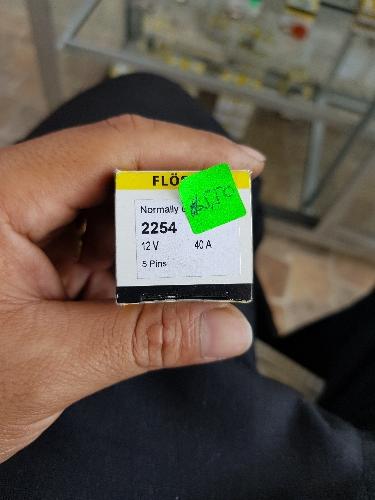 FLÖS
Normally
2254
12 V 40 A
5 Pins